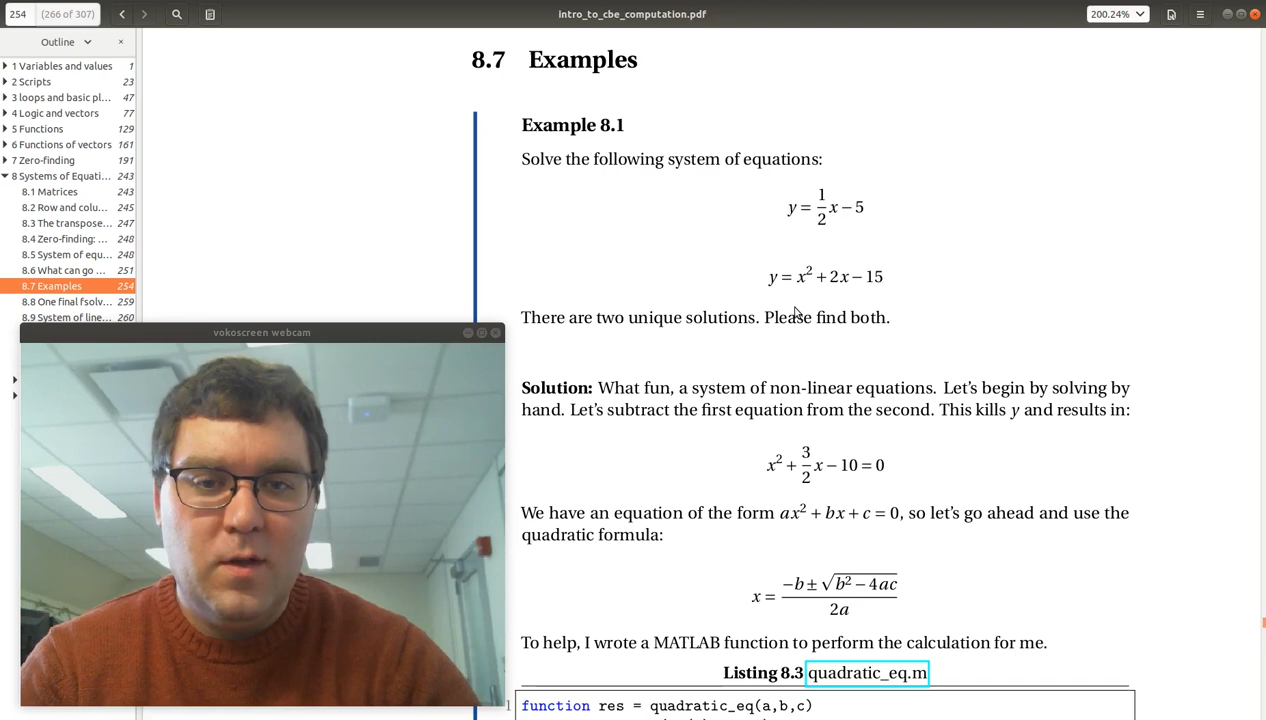 254 (266 of 307) intro_to_cbe_computation.pdf 200.24%
Outline
1 Variables and values 1
2 Scripts 23
3 loops and basic pl... 47
4 Logic and vectors 77
5 Functions 129
6 Functions of vectors 161
7 Zero-finding 191
8 Systems of Equati... 243
8.1 Matrices 243
8.2 Row and colu... 245
8.3 The transpose... 247
8.4 Zero-finding: ... 248
8.5 System of equ... 248
8.6 What can go ... 251
8.7 Examples 254
8.8 One final fsolv... 259
8.9 System of line... 260
vokoscreen webcam
8.7 Examples
Example 8.1
Solve the following system of equations:
y = 1/2 x − 5
y = x² + 2x − 15
There are two unique solutions. Please find both.
Solution: What fun, a system of non-linear equations. Let's begin by solving by
hand. Let's subtract the first equation from the second. This kills y and results in:
x² + 3/2 x − 10 = 0
We have an equation of the form ax² + bx + c = 0, so let's go ahead and use the
quadratic formula:
x = (−b ± √(b² − 4ac)) / 2a
To help, I wrote a MATLAB function to perform the calculation for me.
Listing 8.3 quadratic_eq.m
1 function res = quadratic_eq(a,b,c)